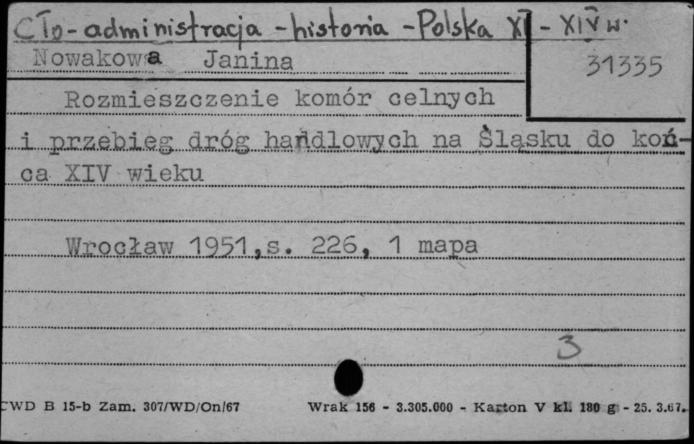 Cło - administracja - historia - Polska XI - XIV w.
Nowakowa Janina
31335
Rozmieszczenie komór celnych
i przebieg dróg handlowych na Śląsku do koń-
ca XIV wieku
Wrocław 1951,s. 226, 1 mapa
3
CWD B 15-b Zam. 307/WD/On/67 Wrak 156 - 3.305.000 - Karton V kl. 180 g - 25. 3.67.